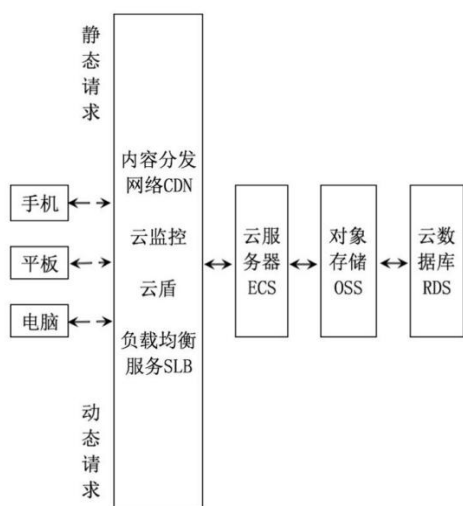 静态请求
内容分发
网络CDN
云监控
云盾
负载均衡
服务SLB
手机
平板
电脑
动态请求
云服
务器
ECS
对象
存储
OSS
云数
据库
RDS